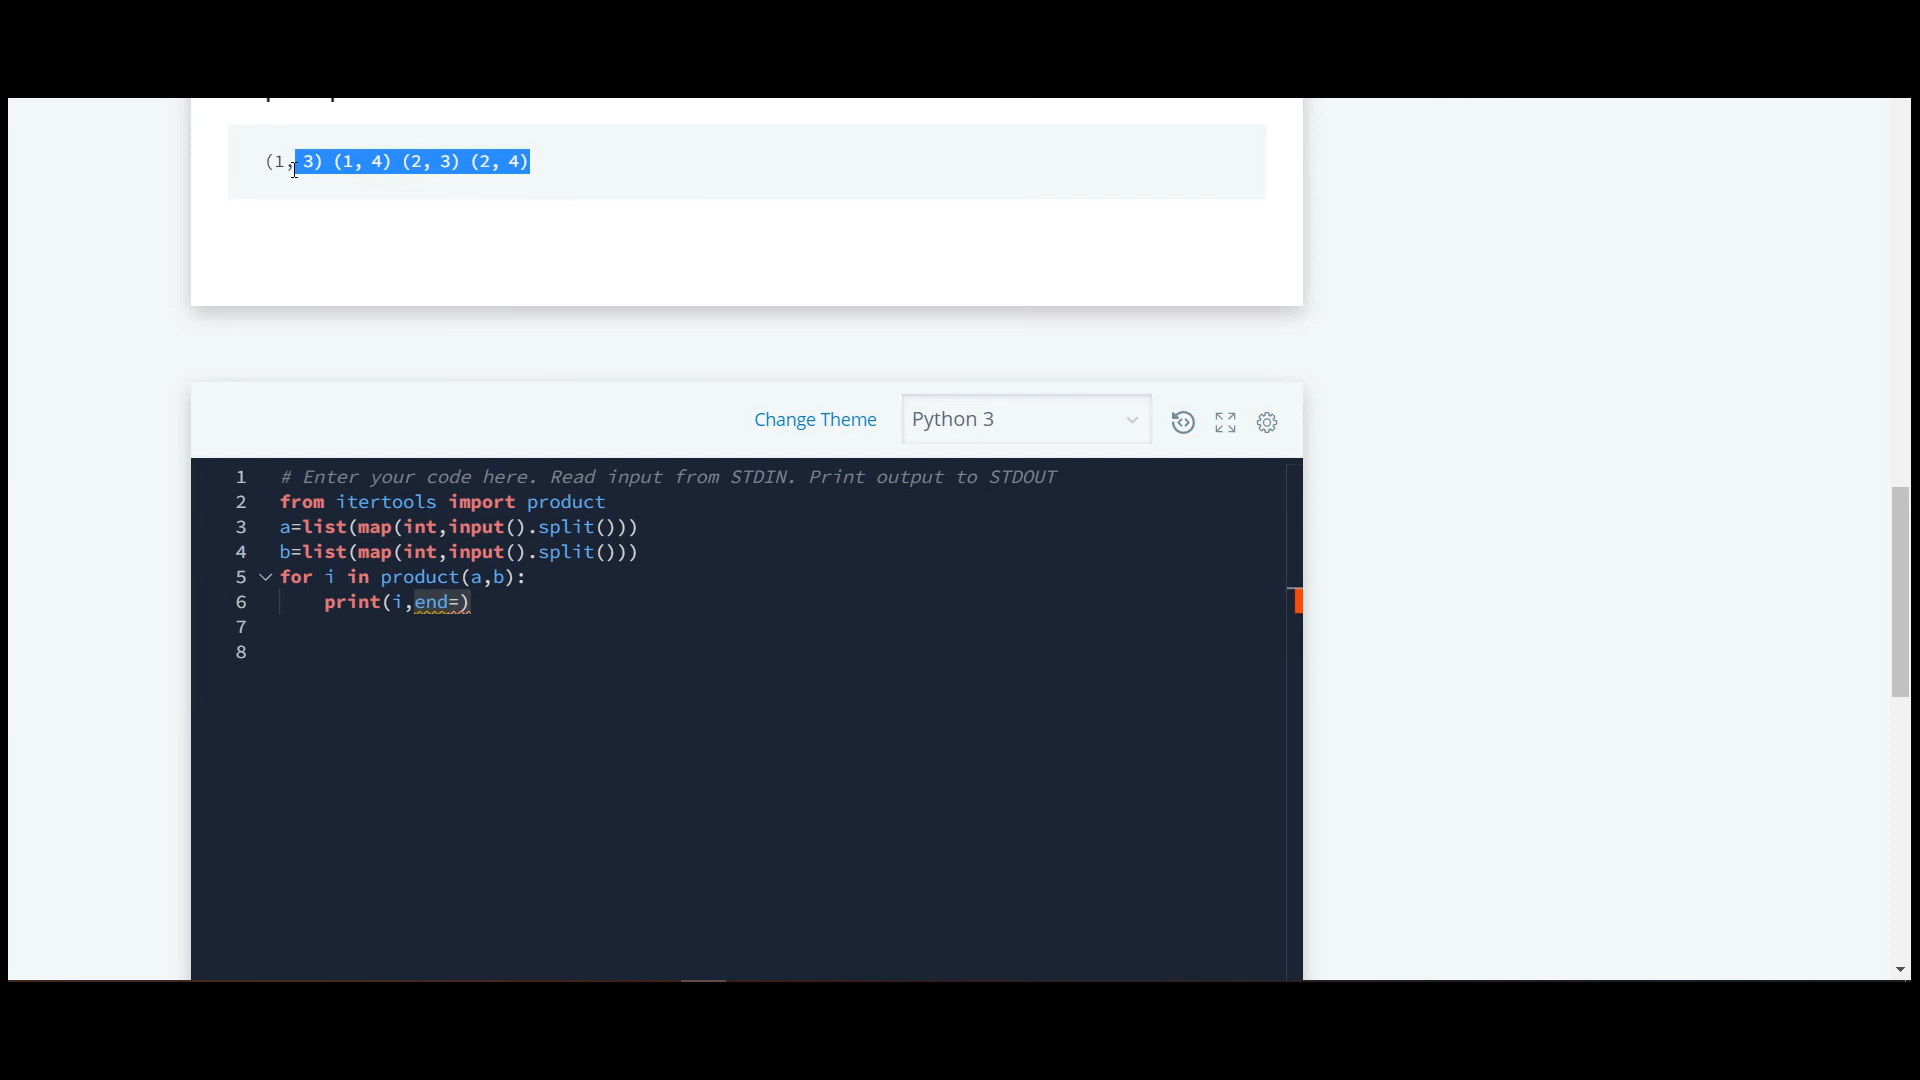 (1, 3) (1, 4) (2, 3) (2, 4)
Change Theme
Python 3
1 # Enter your code here. Read input from STDIN. Print output to STDOUT
2 from itertools import product
3 a=list(map(int,input().split()))
4 b=list(map(int,input().split()))
5 for i in product(a,b):
6 print(i,end=)
7
8